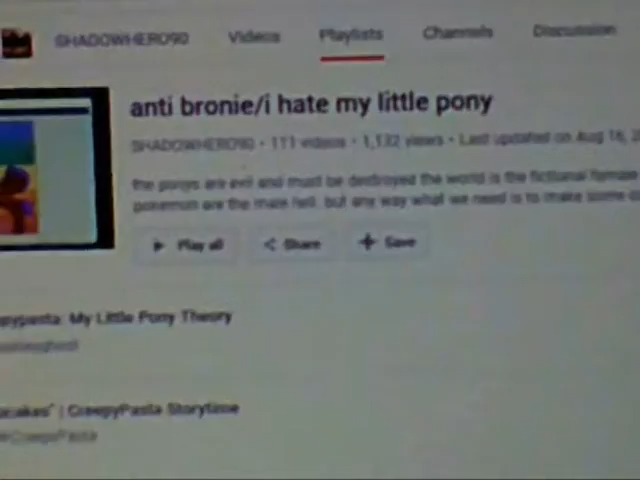 SHADOWHERO90 Videos Playlists Channels Discussion
anti bronie/i hate my little pony
SHADOWHERO90 • 111 videos • 1,132 views • Last updated on Aug 16, 2
the ponys are evil and must be destroyed the world is the fictional
pokemon are the male but any way what we need is to make some
Play all Share Save
My Little Pony Theory
| CreepyPasta Storytime